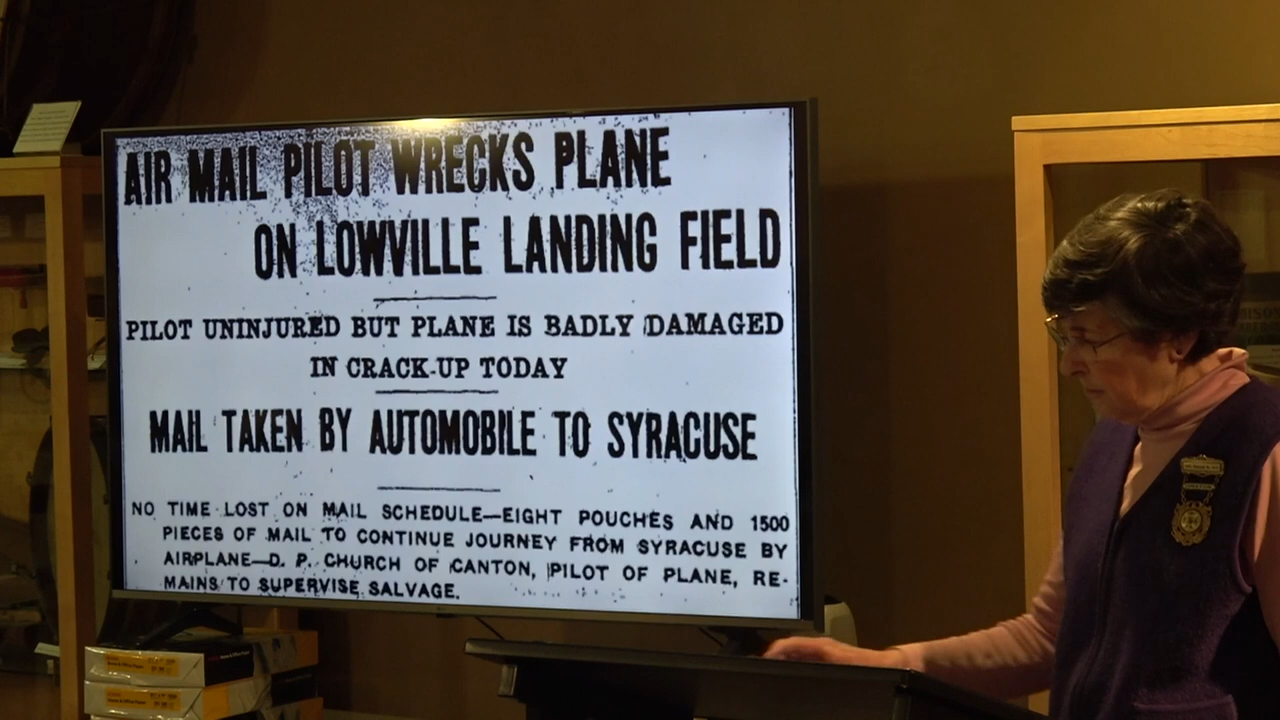 AIR MAIL PILOT WRECKS PLANE
ON LOWVILLE LANDING FIELD
PILOT UNINJURED BUT PLANE IS BADLY DAMAGED
IN CRACK-UP TODAY
MAIL TAKEN BY AUTOMOBILE TO SYRACUSE
NO TIME LOST ON MAIL SCHEDULE—EIGHT POUCHES AND 1500
PIECES OF MAIL TO CONTINUE JOURNEY FROM SYRACUSE BY
AIRPLANE—D. P. CHURCH OF CANTON, PILOT OF PLANE, RE-
MAINS TO SUPERVISE SALVAGE.